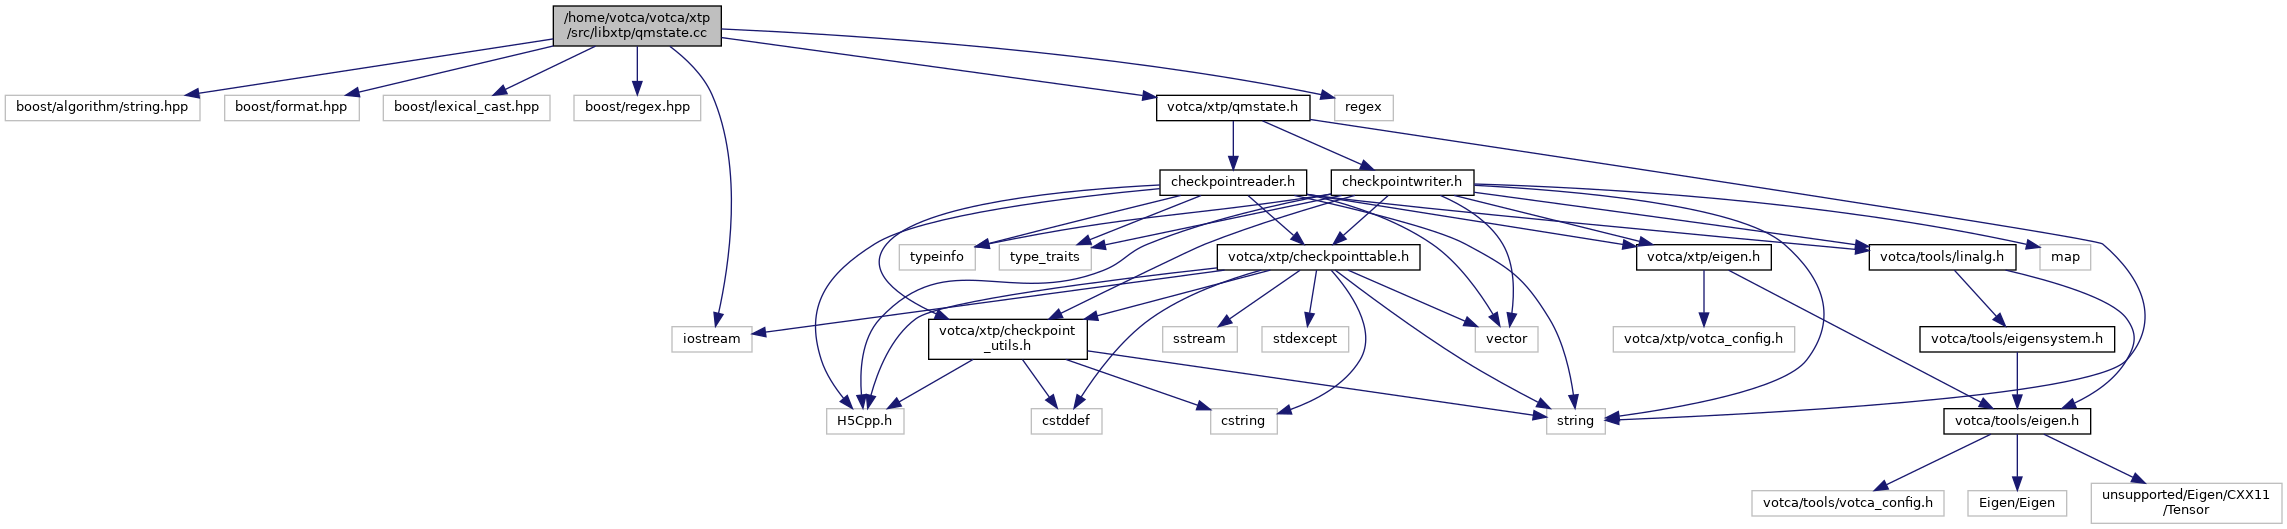 /home/votca/votca/xtp
/src/libxtp/qmstate.cc
boost/algorithm/string.hpp
boost/format.hpp
boost/lexical_cast.hpp
boost/regex.hpp
votca/xtp/qmstate.h
regex
checkpointreader.h
checkpointwriter.h
typeinfo
type_traits
votca/xtp/checkpointtable.h
votca/xtp/eigen.h
votca/tools/linalg.h
map
iostream
votca/xtp/checkpoint
_utils.h
sstream
stdexcept
vector
votca/xtp/votca_config.h
votca/tools/eigensystem.h
H5Cpp.h
cstddef
cstring
string
votca/tools/eigen.h
votca/tools/votca_config.h
Eigen/Eigen
unsupported/Eigen/CXX11
/Tensor